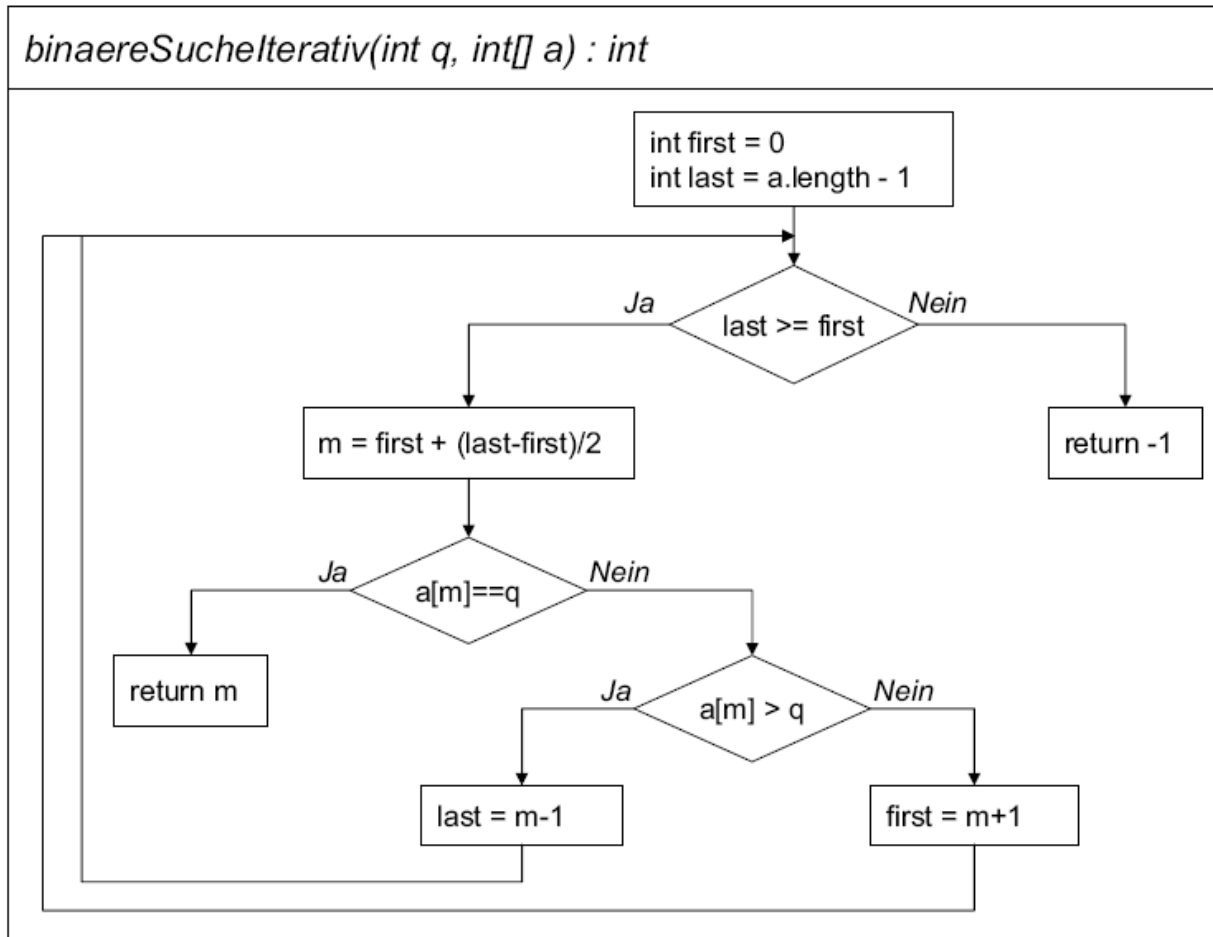 binaereSucheIterativ(int q, int[] a) : int
int first = 0
int last = a.length - 1
Ja
Nein
last >= first
m = first + (last-first)/2
return -1
Ja
Nein
a[m]==q
return m
Ja
Nein
a[m] > q
last = m-1
first = m+1